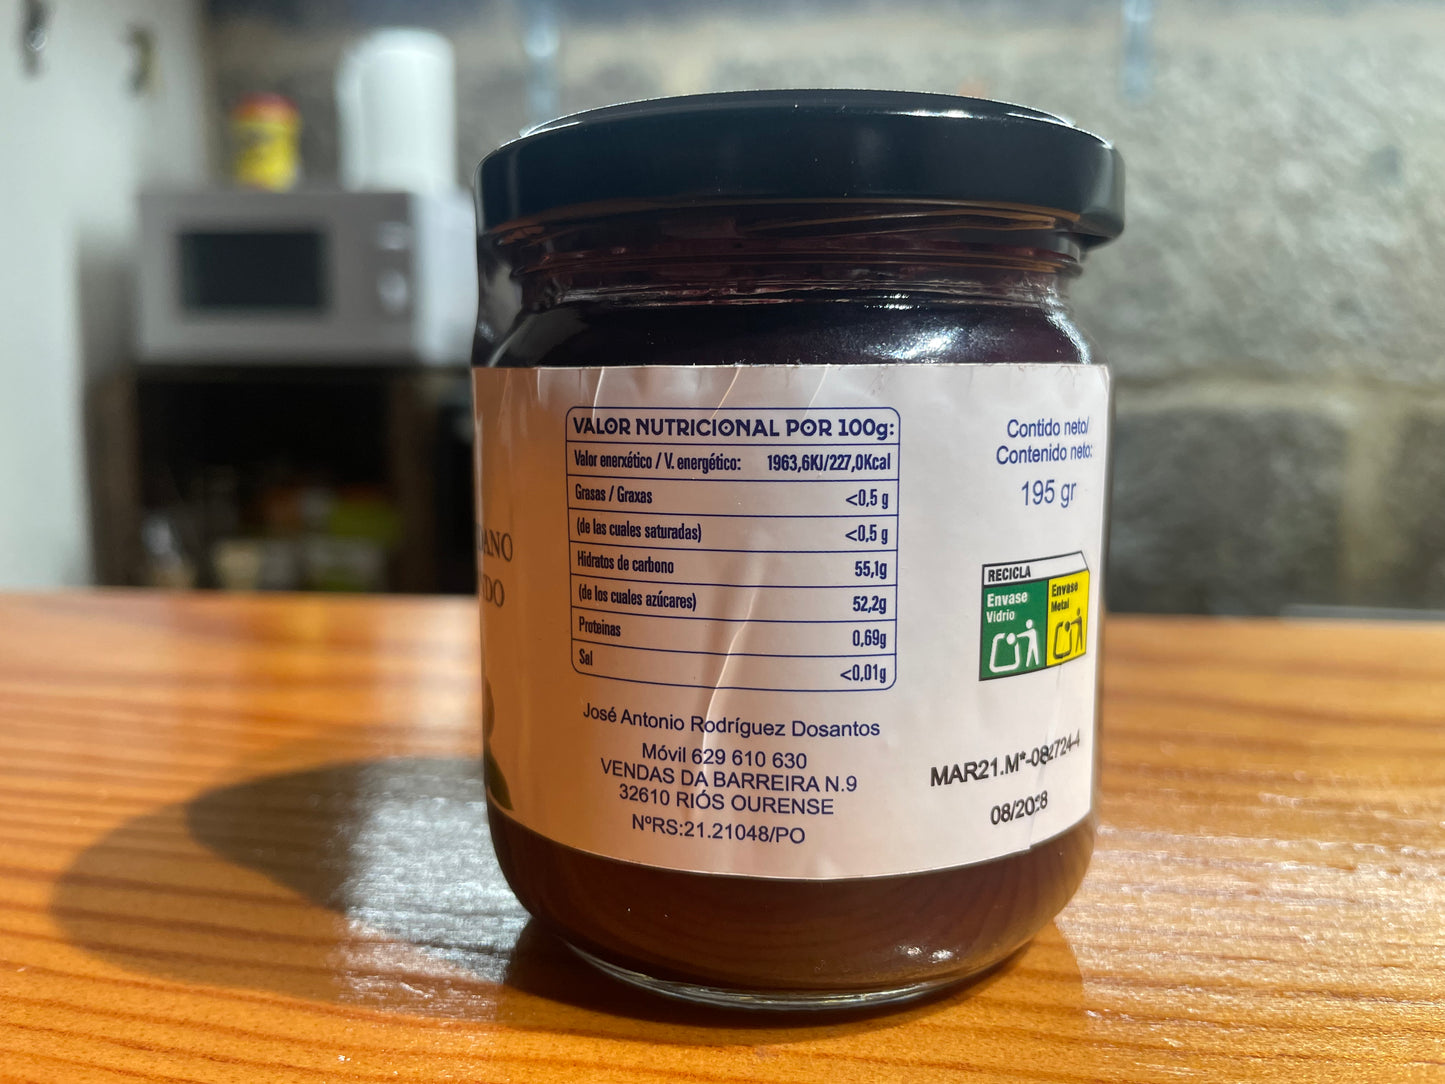 VALOR NUTRICIONAL POR 100g:
Valor enerxético / V. energético: 1963,6KJ/227,0Kcal
Grasas / Graxas <0,5 g
(de las cuales saturadas) <0,5 g
Hidratos de carbono 55,1g
(de los cuales azúcares) 52,2g
Proteinas 0,69g
Sal <0,01g
José Antonio Rodríguez Dosantos
Móvil 629 610 630
VENDAS DA BARREIRA N.9
32610 RIÓS OURENSE
NºRS:21.21048/PO
Contido neto/
Contenido neto:
195 gr
RECICLA
Envase
Vidrio
Envase
Metal